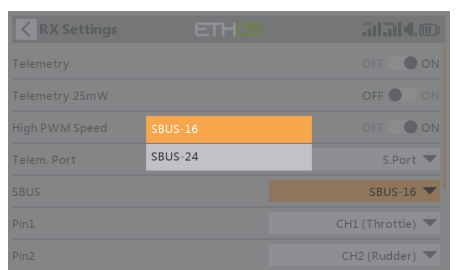 RX Settings ETHOS
Telemetry OFF ON
Telemetry 25mW OFF ON
High PWM Speed OFF ON
SBUS-16
SBUS-24
Telem. Port S.Port
SBUS SBUS-16
Pin1 CH1 (Throttle)
Pin2 CH2 (Rudder)